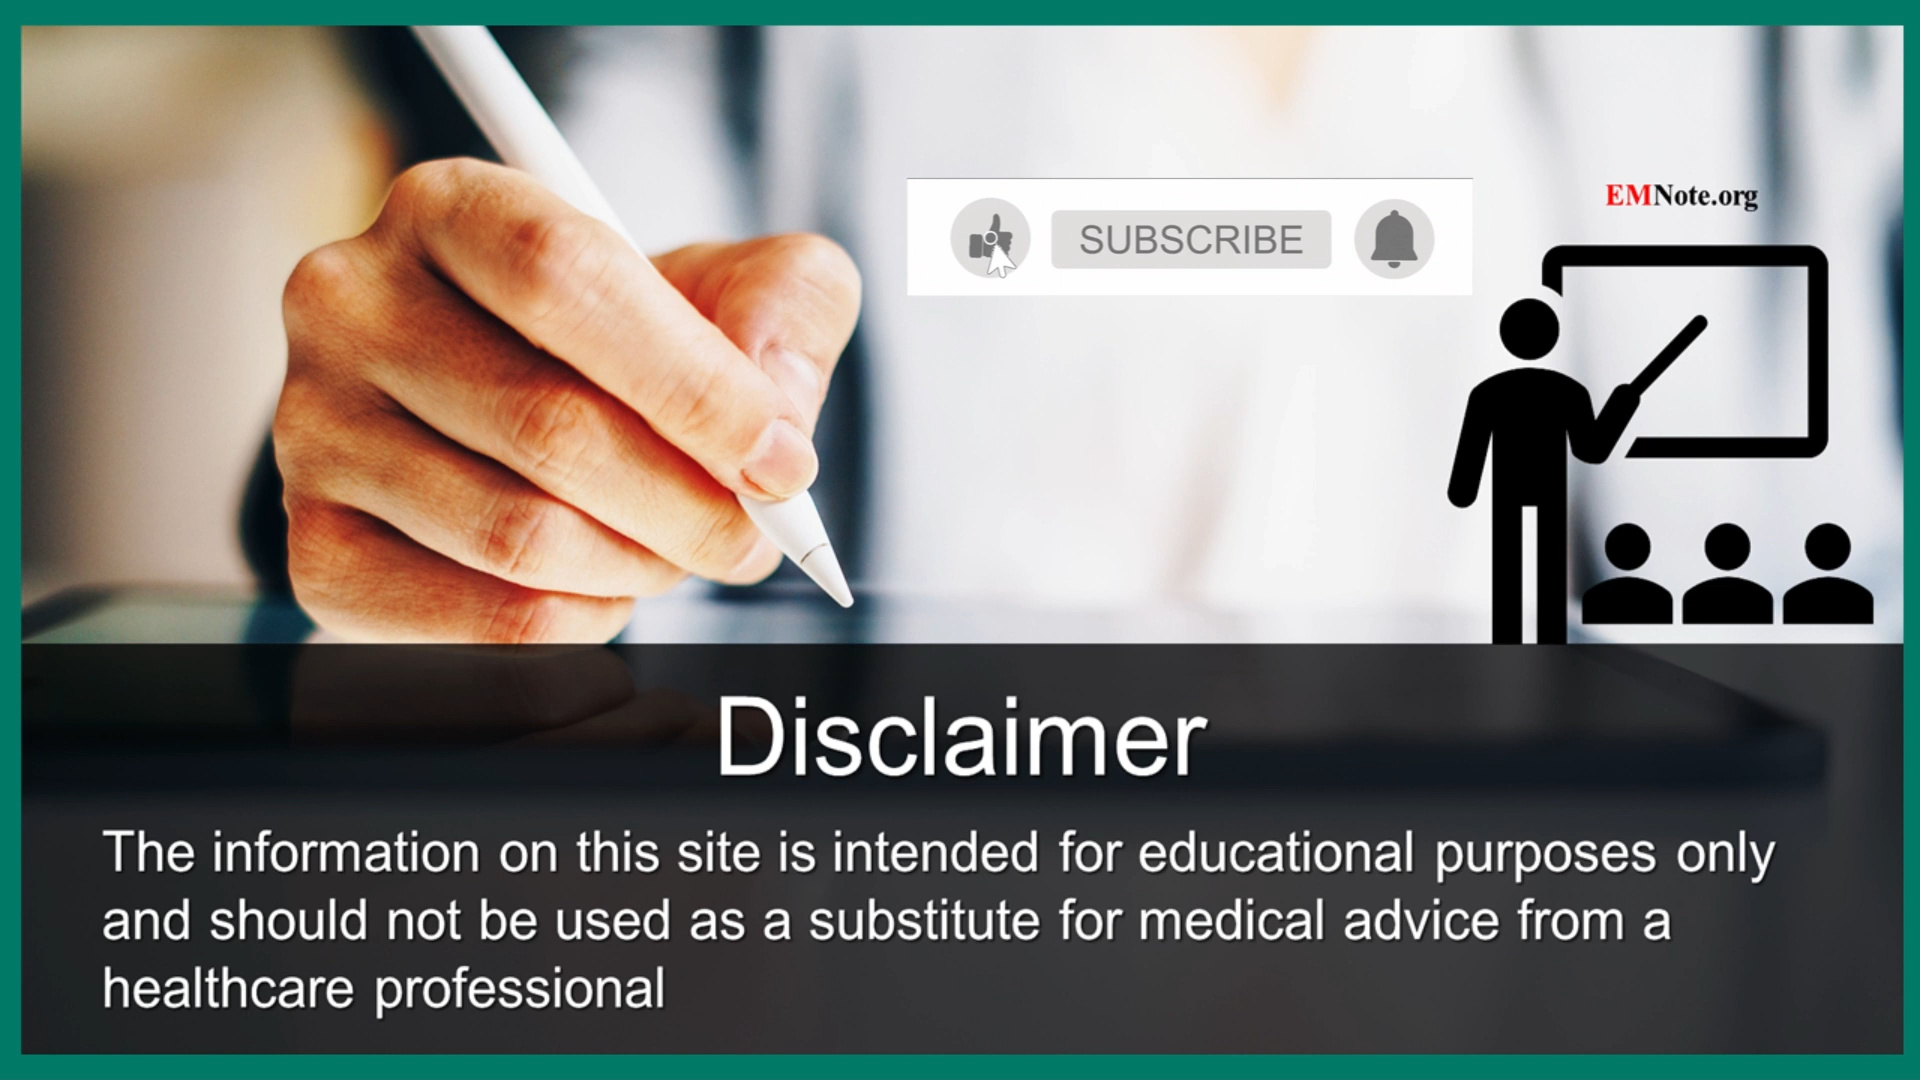 EMNote.org
SUBSCRIBE
Disclaimer
The information on this site is intended for educational purposes only
and should not be used as a substitute for medical advice from a
healthcare professional